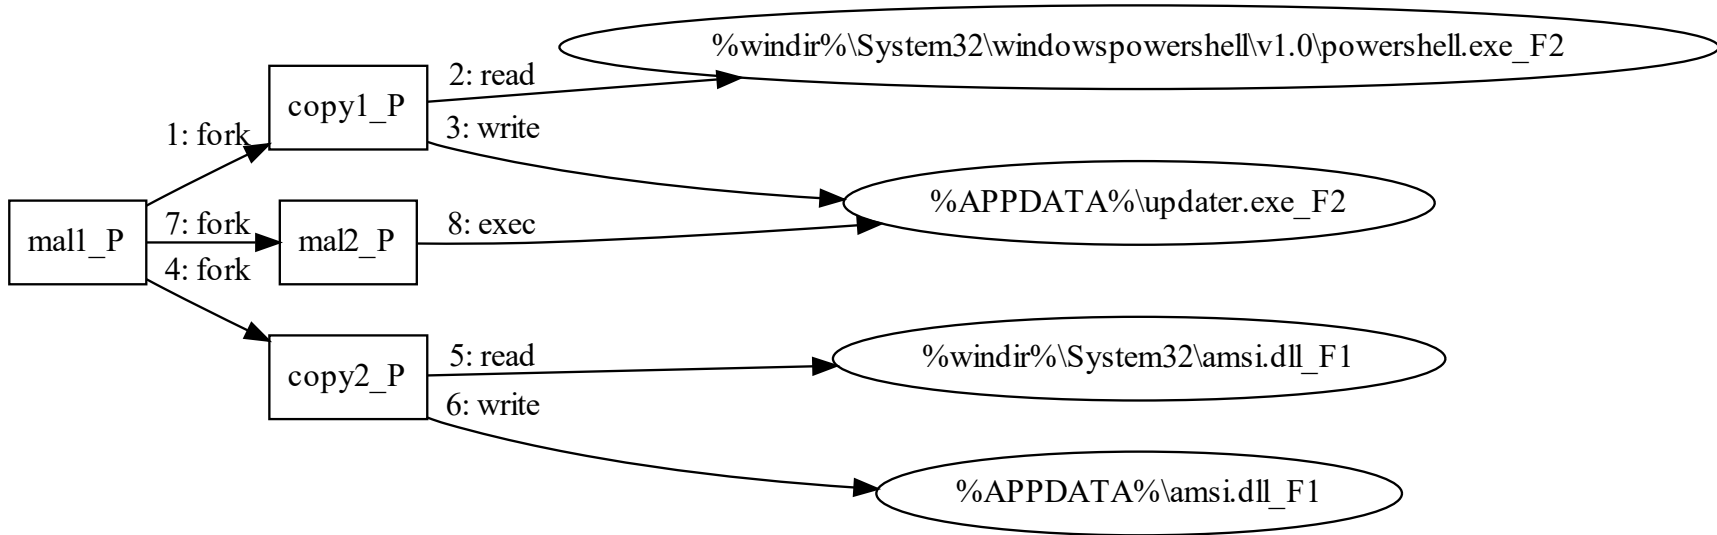 %windir%\System32\windowspowershell\v1.0\powershell.exe_F2
2: read
copy1_P
3: write
1: fork
%APPDATA%\updater.exe_F2
7: fork
8: exec
mal1_P
mal2_P
4: fork
5: read
%windir%\System32\amsi.dll_F1
copy2_P
6: write
%APPDATA%\amsi.dll_F1